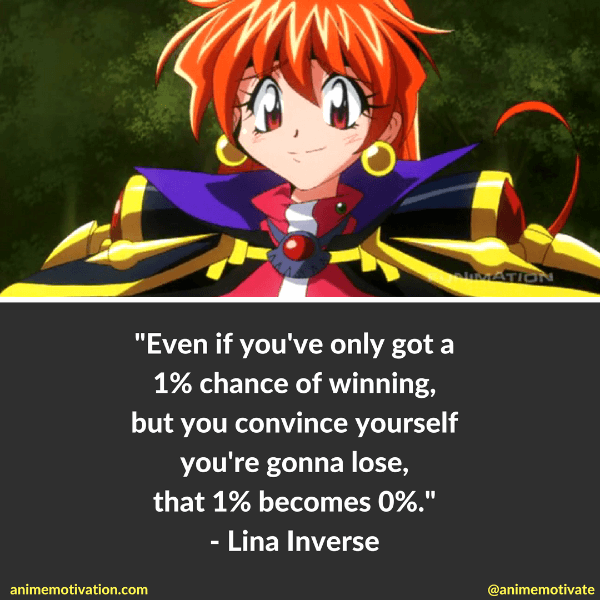 FUNIMATION
"Even if you've only got a
1% chance of winning,
but you convince yourself
you're gonna lose,
that 1% becomes 0%."
- Lina Inverse
animemotivation.com
@animemotivate